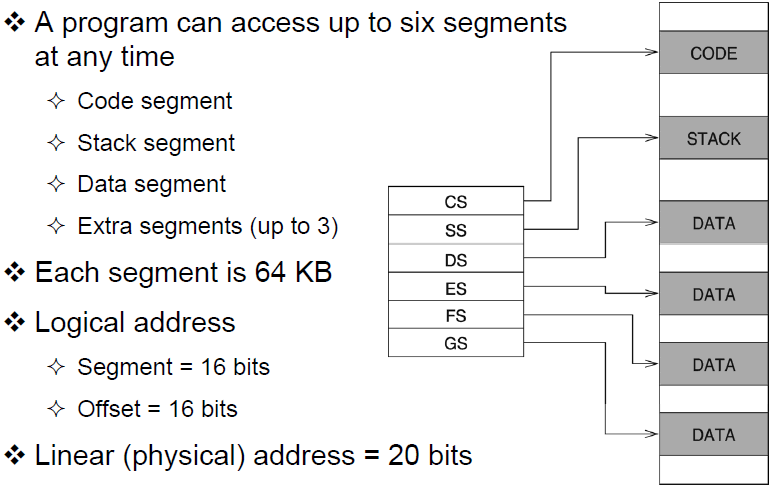 ❖ A program can access up to six segments
at any time
✧ Code segment
✧ Stack segment
✧ Data segment
✧ Extra segments (up to 3)
❖ Each segment is 64 KB
❖ Logical address
✧ Segment = 16 bits
✧ Offset = 16 bits
❖ Linear (physical) address = 20 bits
CS
SS
DS
ES
FS
GS
CODE
STACK
DATA
DATA
DATA
DATA